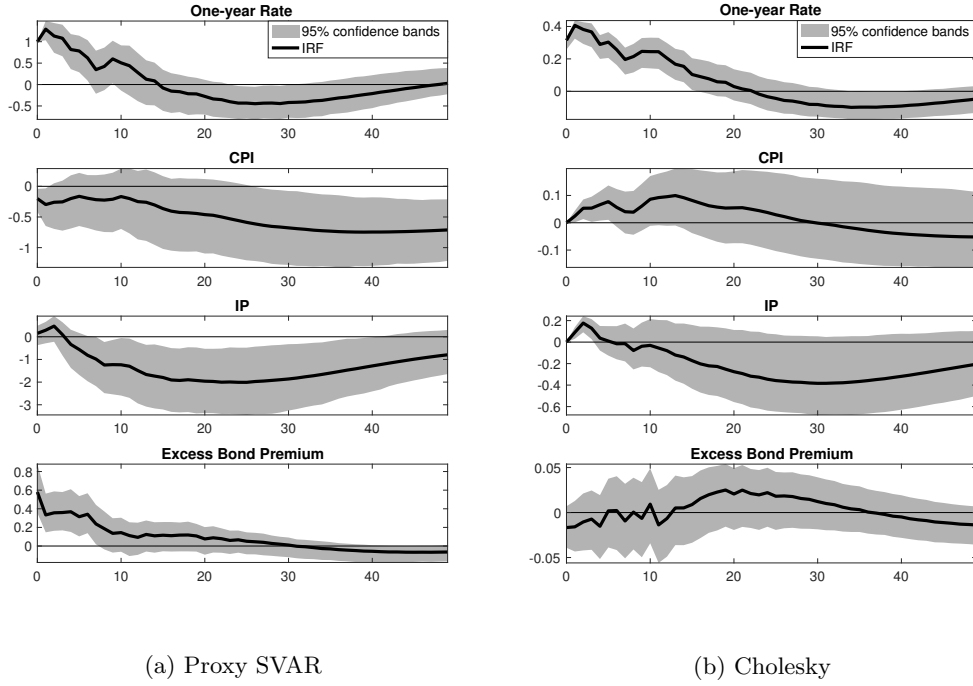 One-year Rate
95% confidence bands
IRF
1
0.5
0
-0.5
0 10 20 30 40
CPI
0
-0.5
-1
0 10 20 30 40
IP
0
-1
-2
-3
0 10 20 30 40
Excess Bond Premium
0.8
0.6
0.4
0.2
0
0 10 20 30 40
(a) Proxy SVAR
One-year Rate
95% confidence bands
IRF
0.4
0.2
0
0 10 20 30 40
CPI
0.1
0
-0.1
0 10 20 30 40
IP
0.2
0
-0.2
-0.4
-0.6
0 10 20 30 40
Excess Bond Premium
0.05
0
-0.05
0 10 20 30 40
(b) Cholesky